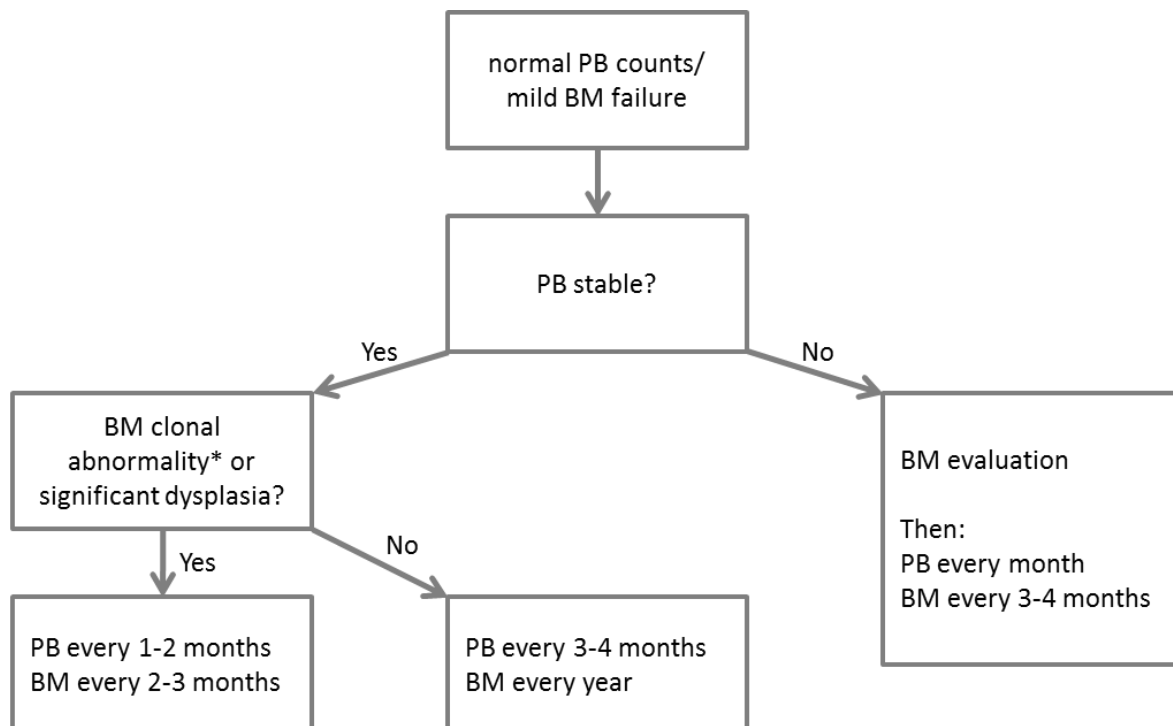 normal PB counts/
mild BM failure
PB stable?
Yes
No
BM clonal
abnormality* or
significant dysplasia?
BM evaluation
Then:
PB every month
BM every 3-4 months
Yes
No
PB every 1-2 months
BM every 2-3 months
PB every 3-4 months
BM every year